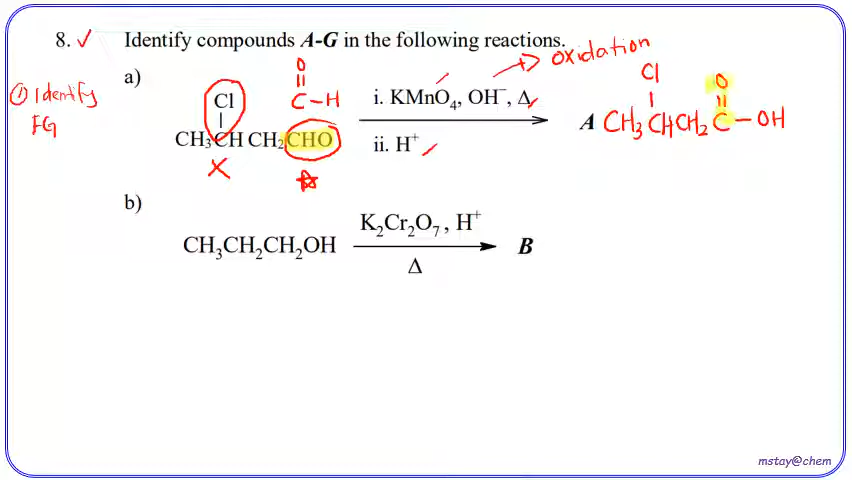 8. ✓ Identify compounds A-G in the following reactions.
① Identify FG
a)
Cl
CH₃CH CH₂CHO
O
C–H
i. KMnO₄, OH⁻, Δ
ii. H⁺
oxidation
A CH₃CHCH₂C–OH
Cl
O
b)
CH₃CH₂CH₂OH
K₂Cr₂O₇ , H⁺
Δ
B
mstay@chem